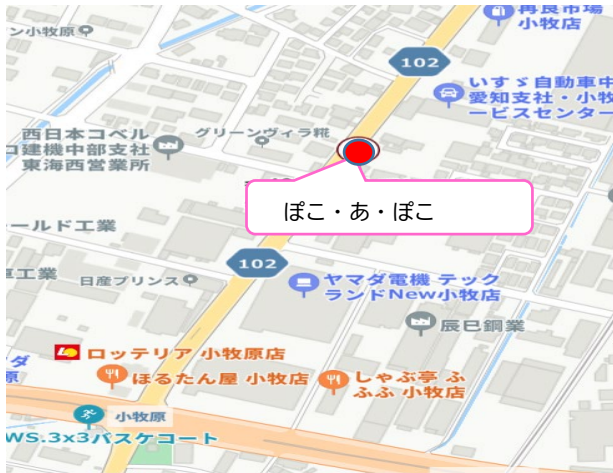 再良市場
小牧店
ン小牧原
102
いすゞ自動車中
愛知支社・小牧
ービスセンター
西日本コベル
コ建機中部支社
東海西営業所
グリーンヴィラ糀
ぽこ・あ・ぽこ
ールド工業
102
車工業
日産プリンス
ヤマダ電機 テック
ランドNew小牧店
辰巳鋼業
ロッテリア 小牧原店
ダ
原
ほるたん屋 小牧店
しゃぶ亭 ふ
ふふ 小牧店
小牧原
WS.3x3バスケコート